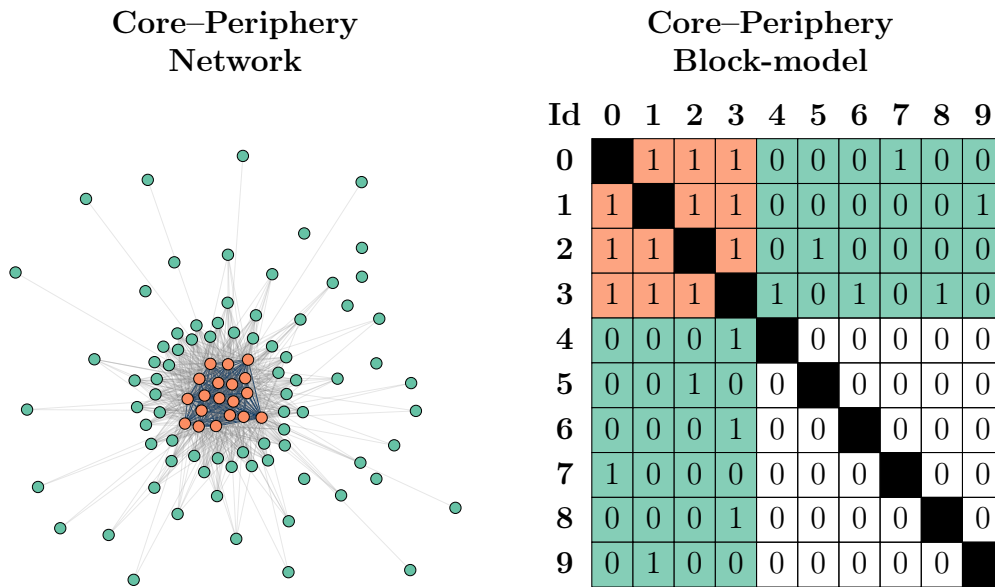 Core–Periphery
Network
Core–Periphery
Block-model
Id 0 1 2 3 4 5 6 7 8 9
0 1 1 1 0 0 0 1 0 0
1 1 1 1 0 0 0 0 0 1
2 1 1 1 0 1 0 0 0 0
3 1 1 1 1 0 1 0 1 0
4 0 0 0 1 0 0 0 0 0
5 0 0 1 0 0 0 0 0 0
6 0 0 0 1 0 0 0 0 0
7 1 0 0 0 0 0 0 0 0
8 0 0 0 1 0 0 0 0 0
9 0 1 0 0 0 0 0 0 0